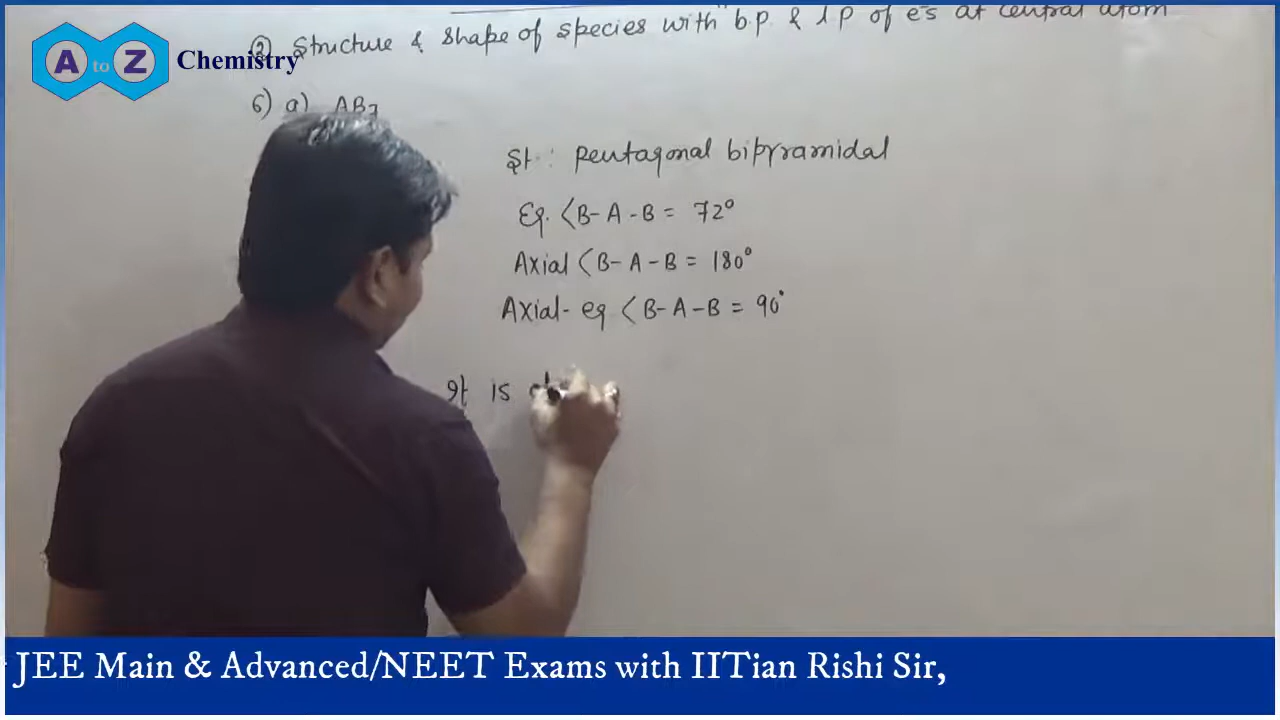 ② Structure & Shape of species with b.p. & l.p of e⁻s at central atom
A to Z Chemistry
6) a) AB₇
St. : Pentagonal bipyramidal
Eq. <B-A-B = 72°
Axial <B-A-B = 180°
Axial-eq <B-A-B = 90°
It is
JEE Main & Advanced/NEET Exams with IITian Rishi Sir,